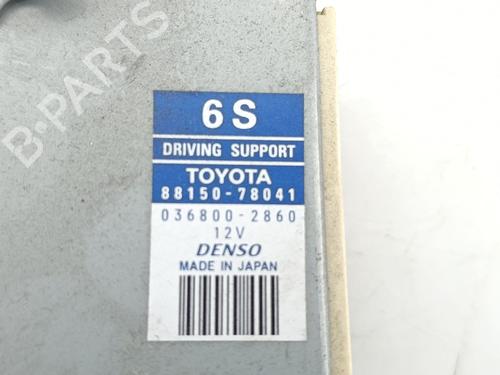 6S
DRIVING SUPPORT
TOYOTA
88150-78041
036800-2860
12V
DENSO
MADE IN JAPAN
B-PARTS